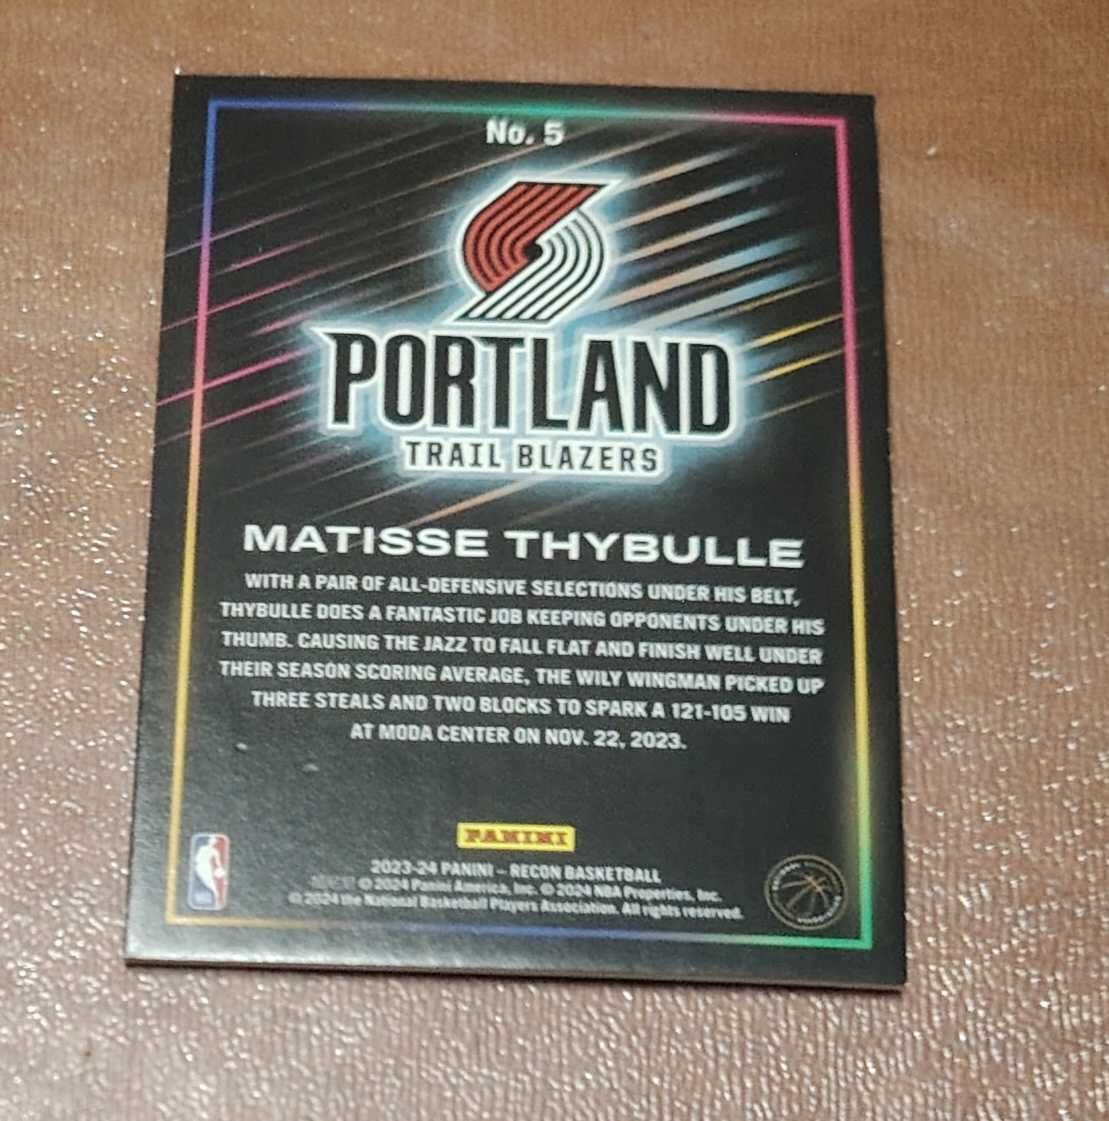 No. 5
PORTLAND
TRAIL BLAZERS
MATISSE THYBULLE
WITH A PAIR OF ALL-DEFENSIVE SELECTIONS UNDER HIS BELT,
THYBULLE DOES A FANTASTIC JOB KEEPING OPPONENTS UNDER HIS
THUMB. CAUSING THE JAZZ TO FALL FLAT AND FINISH WELL UNDER
THEIR SEASON SCORING AVERAGE, THE WILY WINGMAN PICKED UP
THREE STEALS AND TWO BLOCKS TO SPARK A 121-105 WIN
AT MODA CENTER ON NOV. 22, 2023.
PANINI
2023-24 PANINI – RECON BASKETBALL
© 2024 Panini America, Inc. © 2024 NBA Properties, Inc.
© 2024 the National Basketball Players Association. All rights reserved.